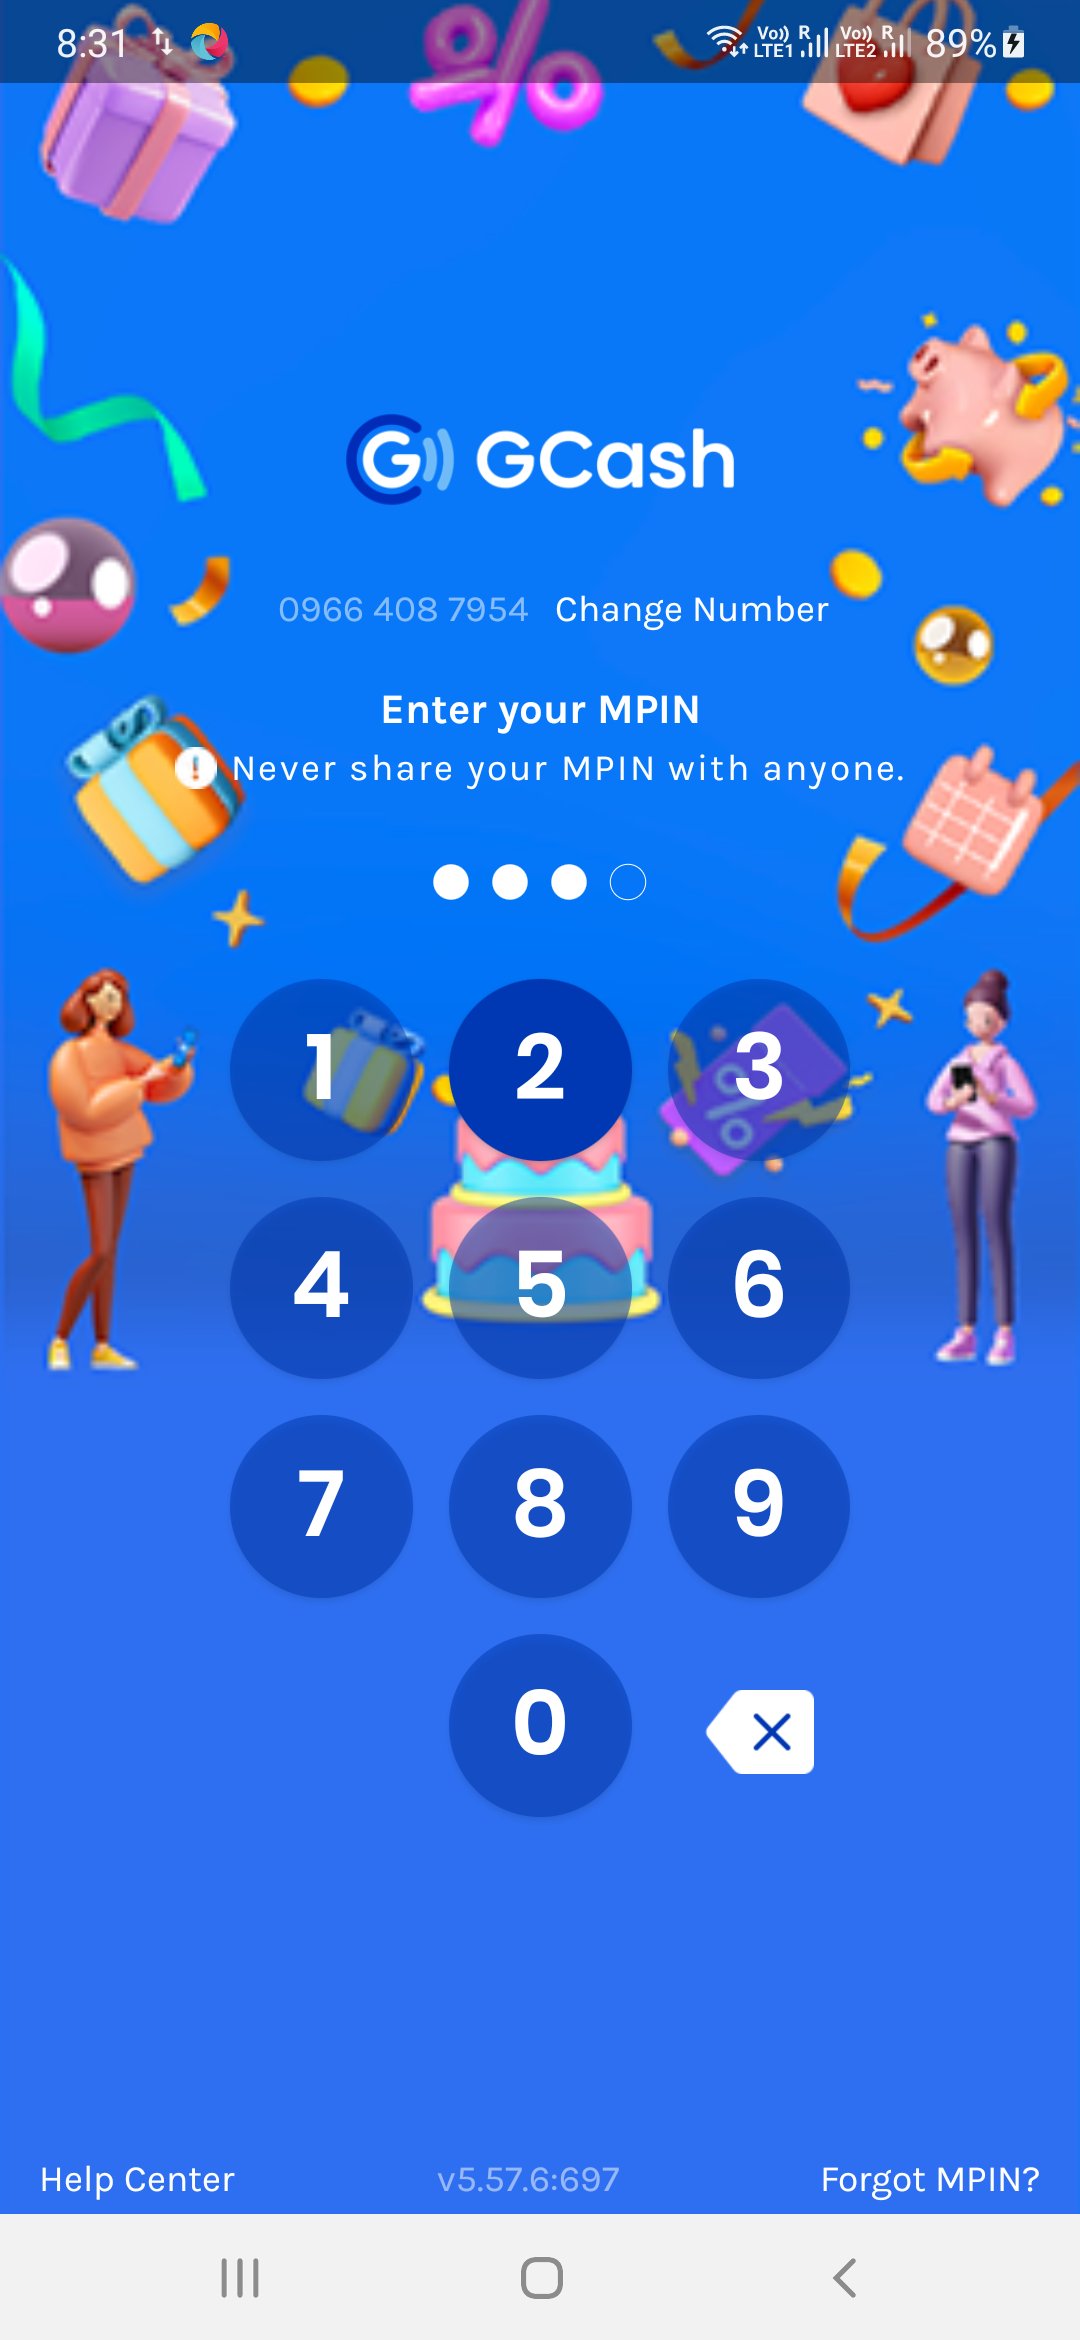 8:31 Vo)) R Vo)) R 89%
LTE1 LTE2
G GCash
0966 408 7954 Change Number
Enter your MPIN
! Never share your MPIN with anyone.
1 2 3
4 5 6
7 8 9
0
Help Center v5.57.6:697 Forgot MPIN?